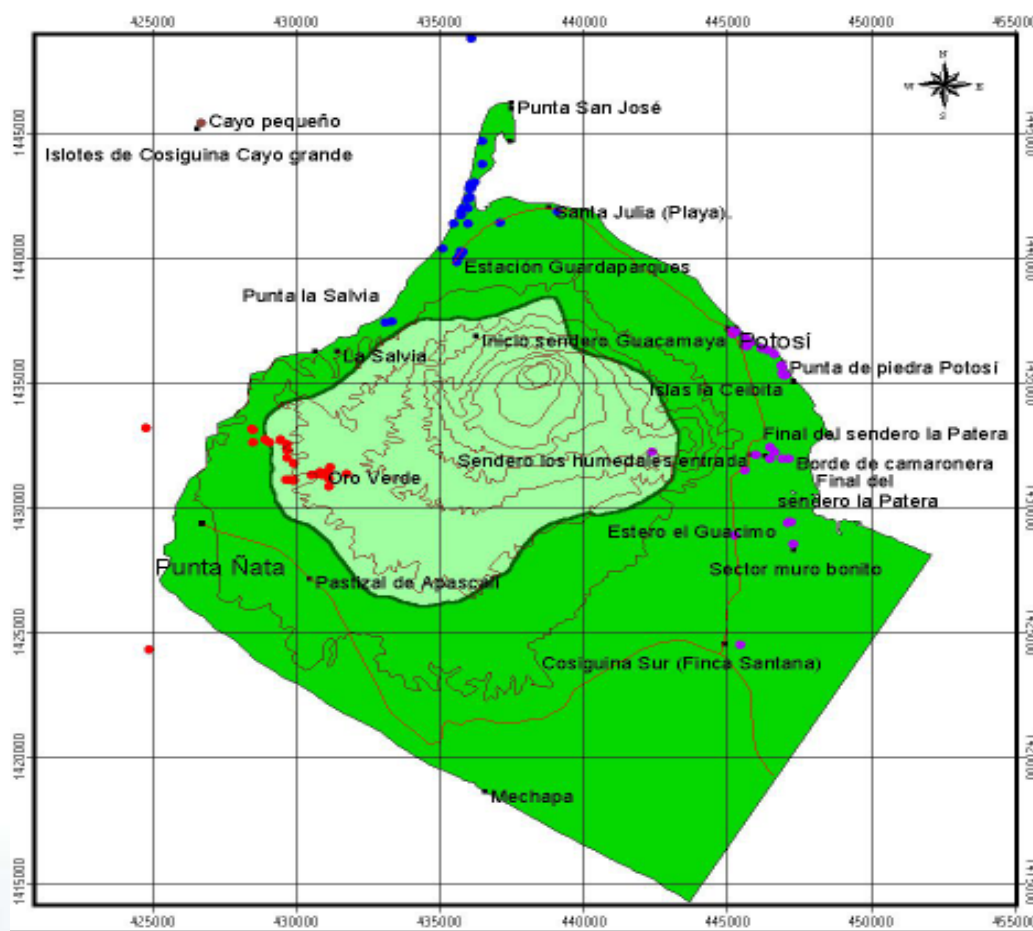 425000 430000 435000 440000 445000 450000 455000
N
W E
S
Punta San José
Cayo pequeño
1445000
Islotes de Cosiguina Cayo grande
Santa Julia (Playa).
1440000
Estación Guardaparques
Punta la Salvia
Inicio sendero Guacamaya
Potosí
La Salvia
Punta de piedra Potosí
1435000
Islas la Ceibita
Final del sendero la Patera
Sendero los humedales entrada
Borde de camaronera
Oro Verde
Final del
sendero la Patera
1430000
Estero el Guacimo
Punta Ñata
Sector muro bonito
Pastizal de Apascali
1425000
Cosiguina Sur (Finca Santana)
1420000
Mechapa
1415000
425000 430000 435000 440000 445000 450000 455000